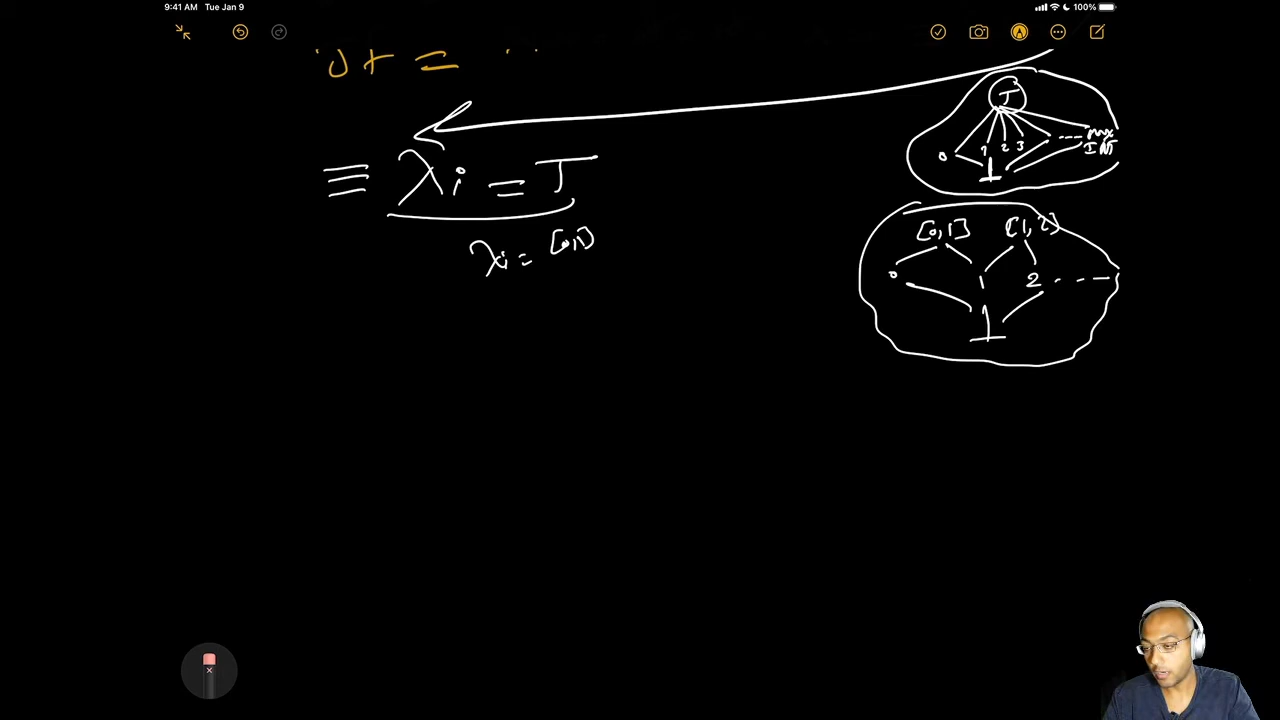 9:41 AM Tue Jan 9
100%
⊤
0 1 2 3 --- MAX
INT
⊥
≡ λi = ⊤
[0,1] [1,2]
λi = [0,1]
0 1 2 - - - -
⊥